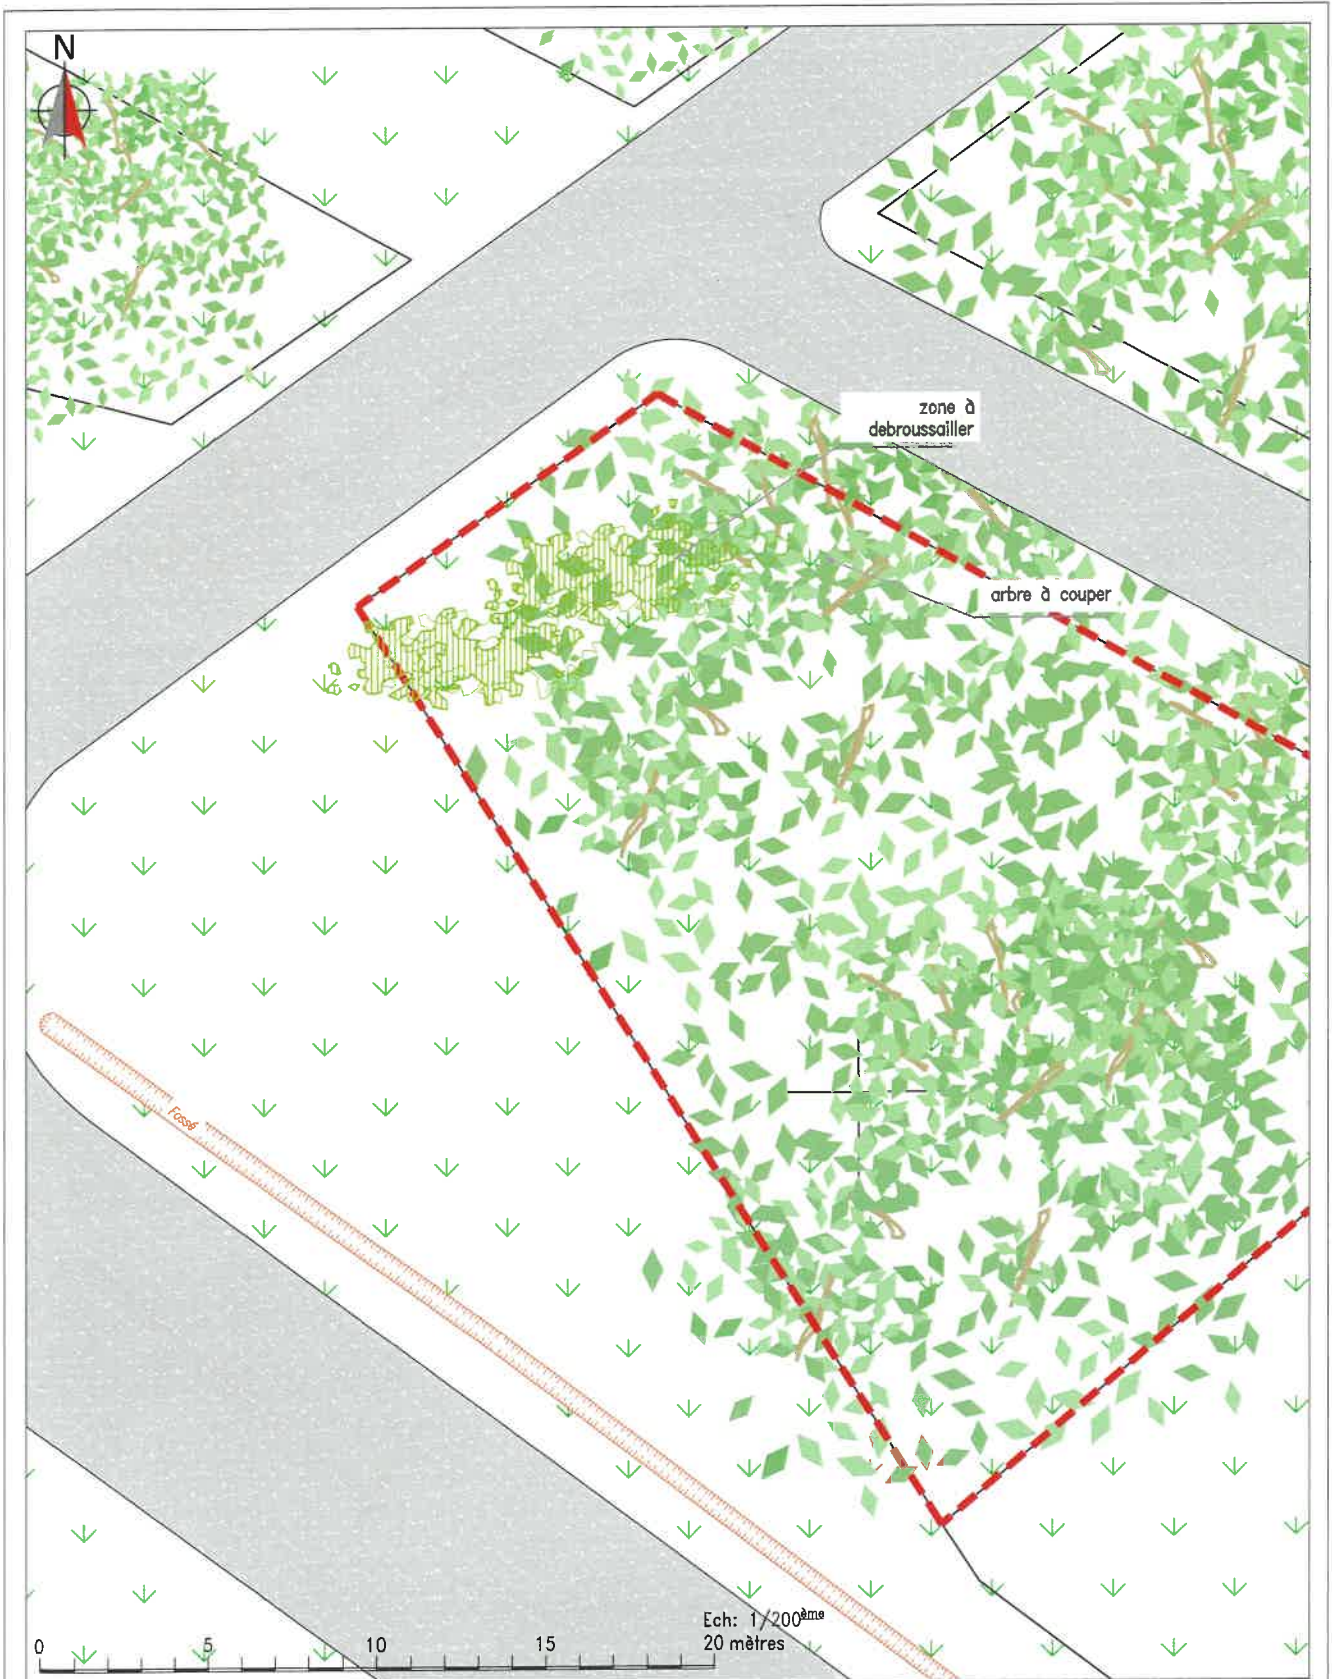 N
zone à
debroussailler
arbre à couper
Fossé
Ech: 1/200ème
0 5 10 15 20 mètres